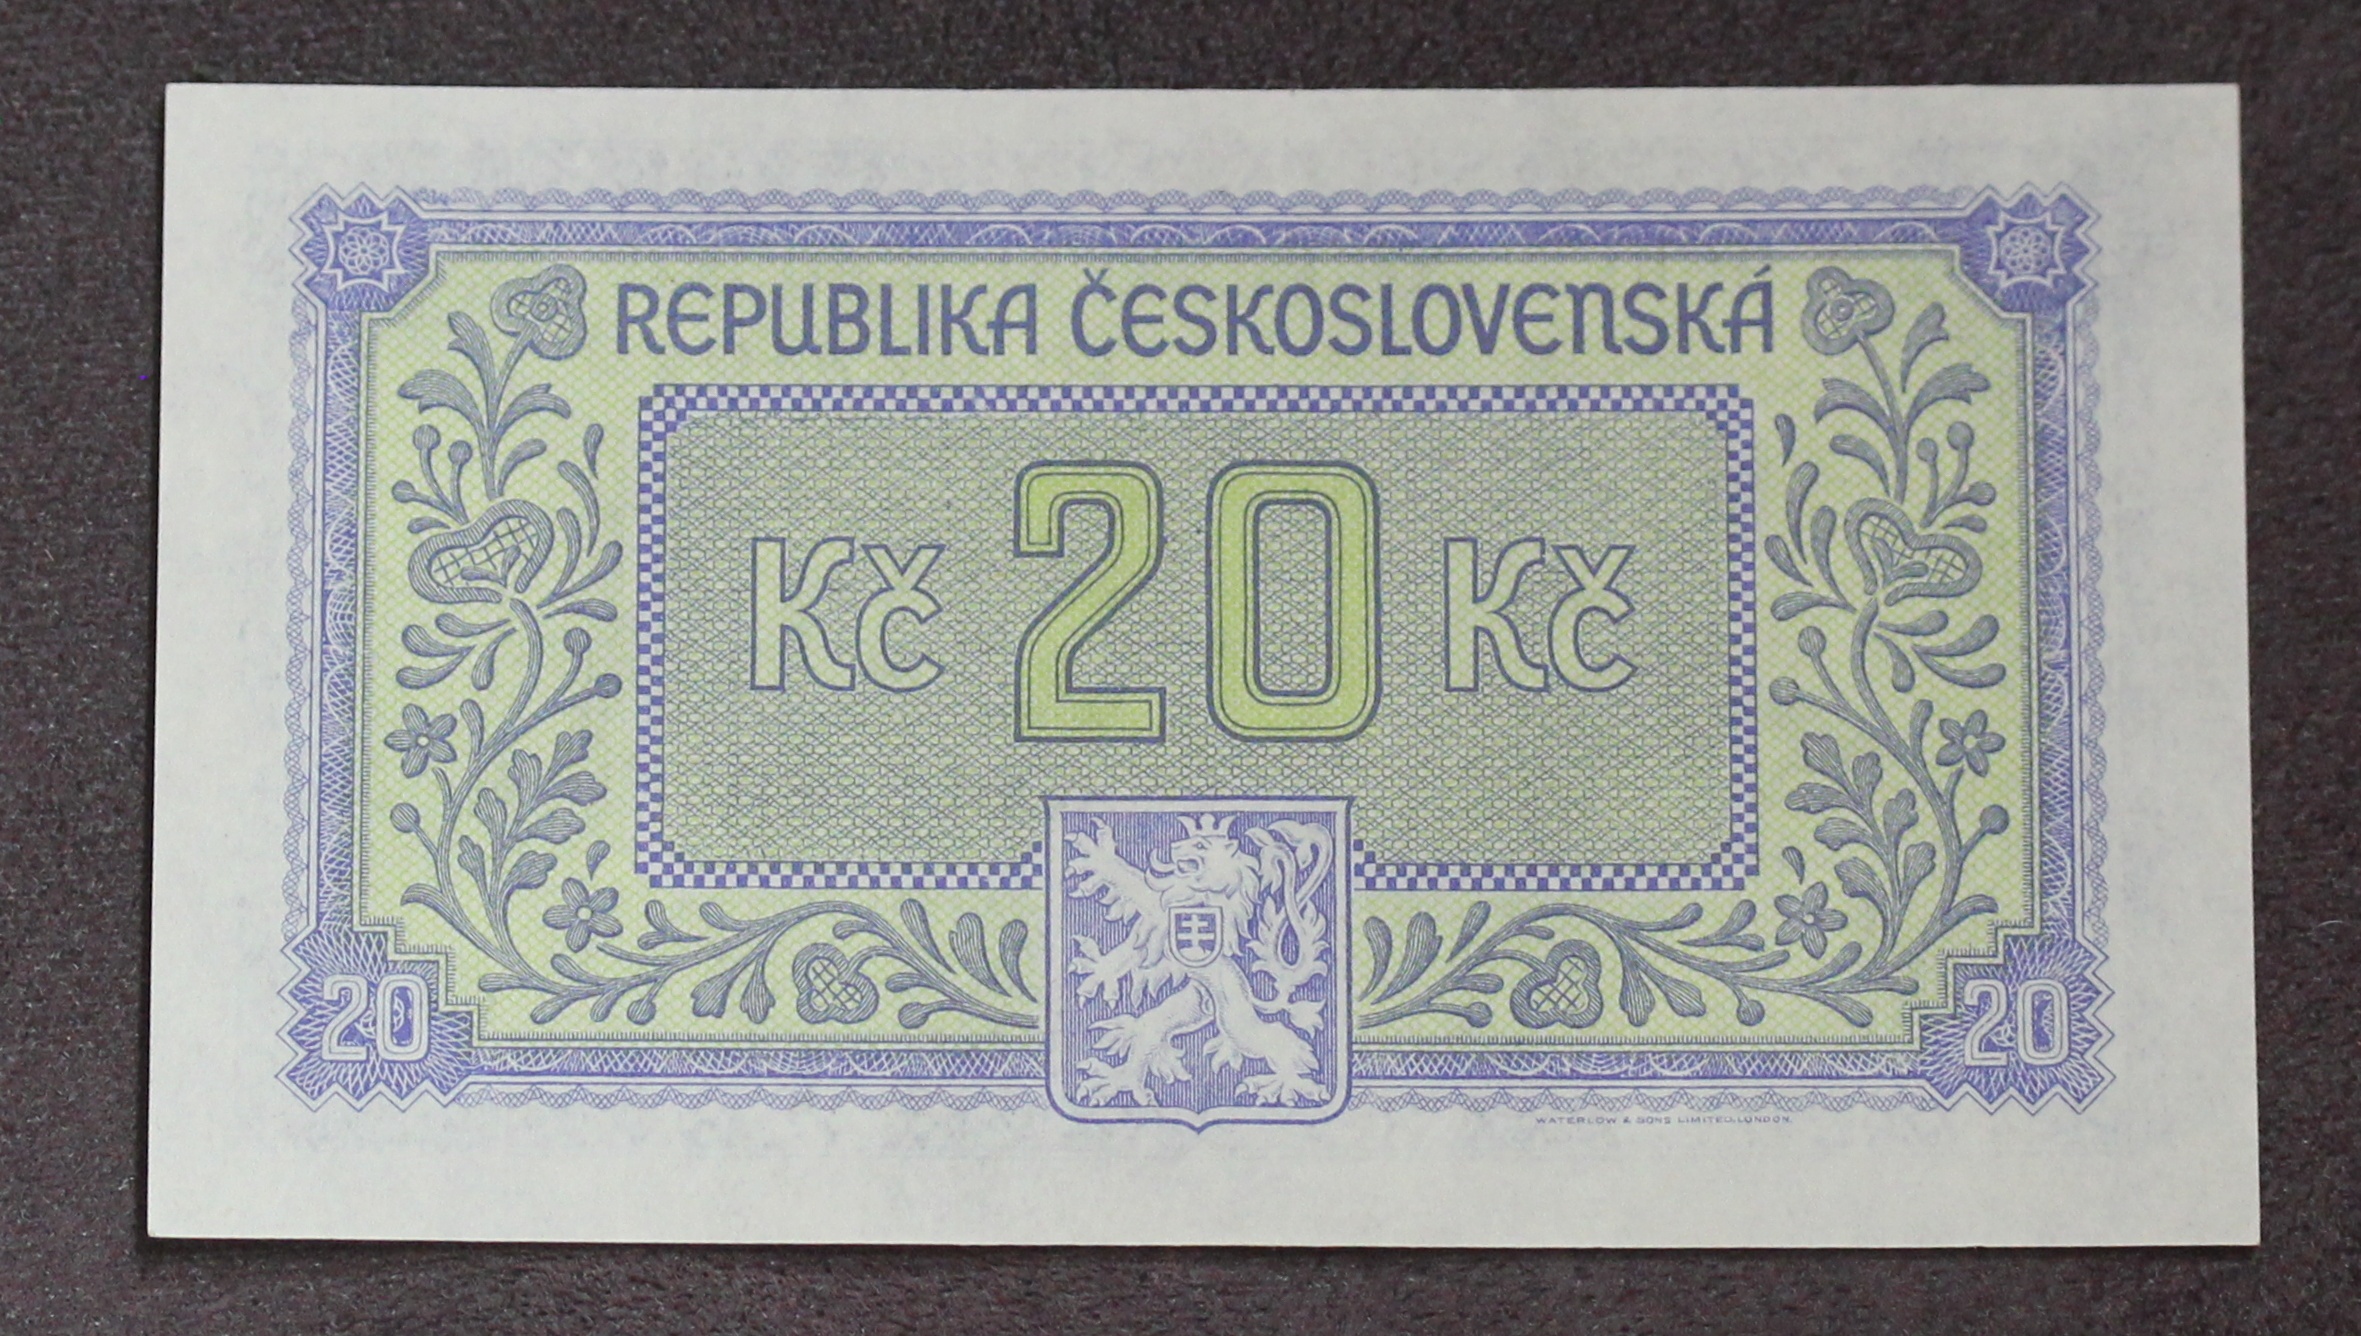 REPUBLIKA ČESKOSLOVENSKÁ
Kč 20 Kč
20 20
WATERLOW & SONS LIMITED, LONDON.